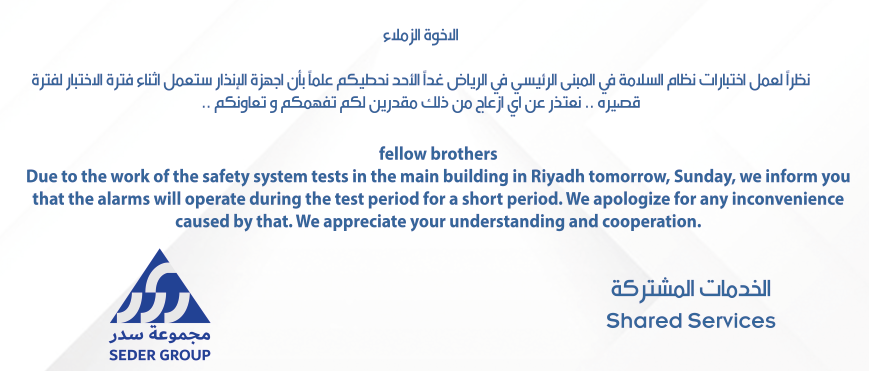 الاخوة الزملاء
نظراً لعمل اختبارات نظام السلامة في المبنى الرئيسي في الرياض غداً الأحد نحطيكم علماً بأن اجهزة الإنذار ستعمل اثناء فترة الاختبار لفترة
قصيره .. نعتذر عن اي ازعاج من ذلك مقدرين لكم تفهمكم و تعاونكم ..
fellow brothers
Due to the work of the safety system tests in the main building in Riyadh tomorrow, Sunday, we inform you
that the alarms will operate during the test period for a short period. We apologize for any inconvenience
caused by that. We appreciate your understanding and cooperation.
الخدمات المشتركة
Shared Services
مجموعة سدر
SEDER GROUP